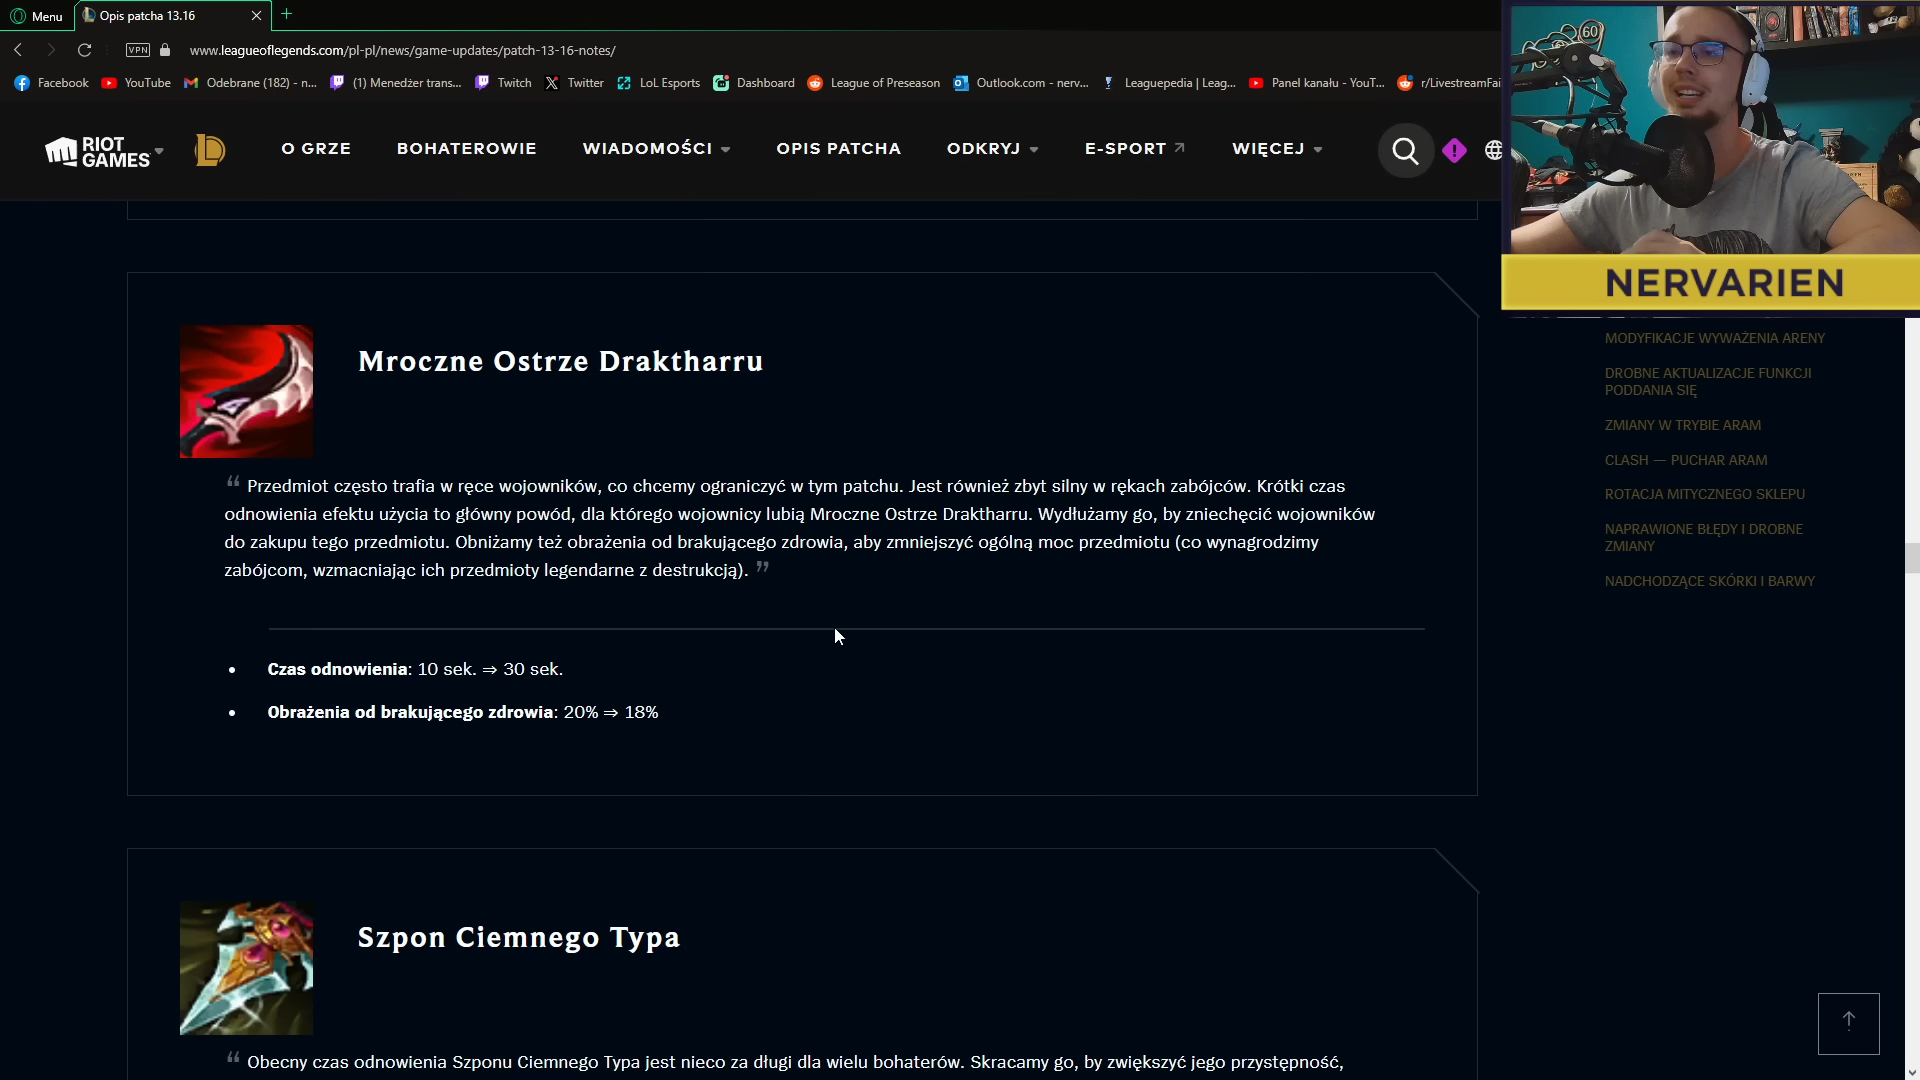 Menu
Opis patcha 13.16
VPN
www.leagueoflegends.com/pl-pl/news/game-updates/patch-13-16-notes/
Facebook
YouTube
Odebrane (182) - n...
(1) Menedżer trans...
Twitch
Twitter
LoL Esports
Dashboard
League of Preseason
Outlook.com - nerv...
Leaguepedia | Leag...
Panel kanału - YouT...
r/LivestreamFai
RIOT
GAMES
O GRZE
BOHATEROWIE
WIADOMOŚCI
OPIS PATCHA
ODKRYJ
E-SPORT
WIĘCEJ
60
NERVARIEN
Mroczne Ostrze Draktharru
“ Przedmiot często trafia w ręce wojowników, co chcemy ograniczyć w tym patchu. Jest również zbyt silny w rękach zabójców. Krótki czas
odnowienia efektu użycia to główny powód, dla którego wojownicy lubią Mroczne Ostrze Draktharru. Wydłużamy go, by zniechęcić wojowników
do zakupu tego przedmiotu. Obniżamy też obrażenia od brakującego zdrowia, aby zmniejszyć ogólną moc przedmiotu (co wynagrodzimy
zabójcom, wzmacniając ich przedmioty legendarne z destrukcją). ”
• Czas odnowienia: 10 sek. ⇒ 30 sek.
• Obrażenia od brakującego zdrowia: 20% ⇒ 18%
Szpon Ciemnego Typa
“ Obecny czas odnowienia Szponu Ciemnego Typa jest nieco za długi dla wielu bohaterów. Skracamy go, by zwiększyć jego przystępność,
MODYFIKACJE WYWAŻENIA ARENY
DROBNE AKTUALIZACJE FUNKCJI
PODDANIA SIĘ
ZMIANY W TRYBIE ARAM
CLASH — PUCHAR ARAM
ROTACJA MITYCZNEGO SKLEPU
NAPRAWIONE BŁĘDY I DROBNE
ZMIANY
NADCHODZĄCE SKÓRKI I BARWY